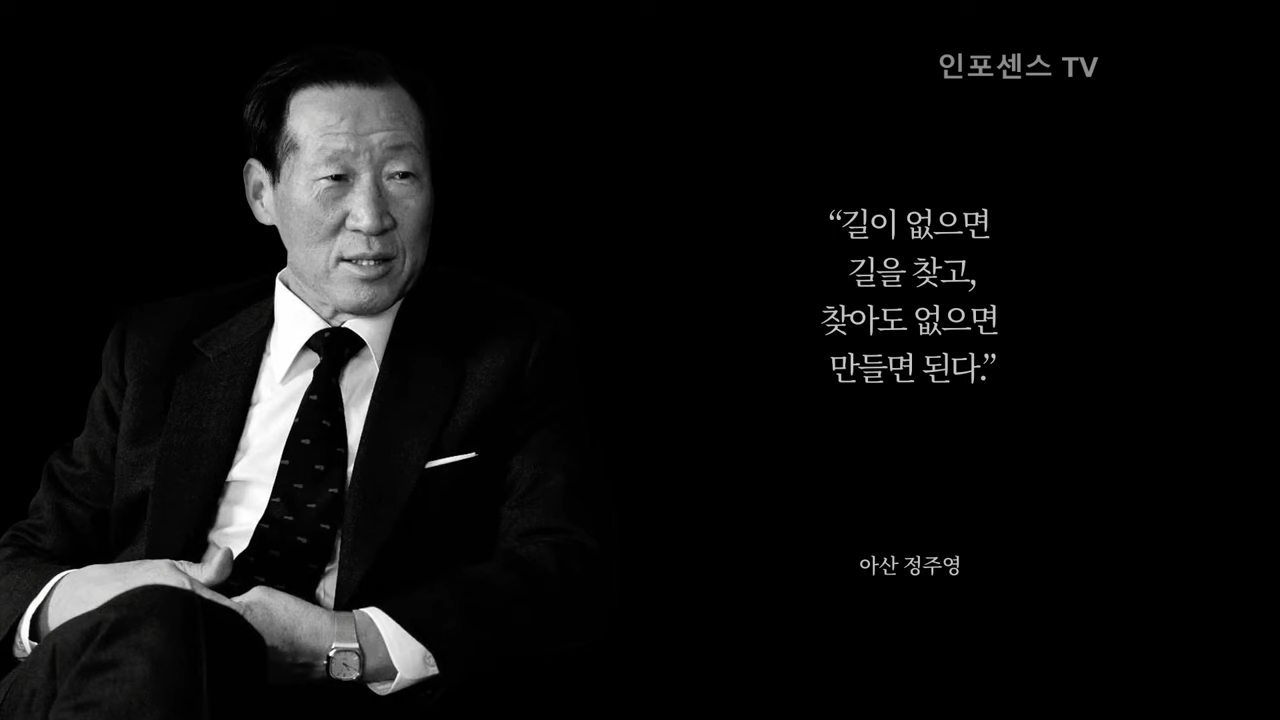 인포센스 TV
“길이 없으면
길을 찾고,
찾아도 없으면
만들면 된다.”
아산 정주영